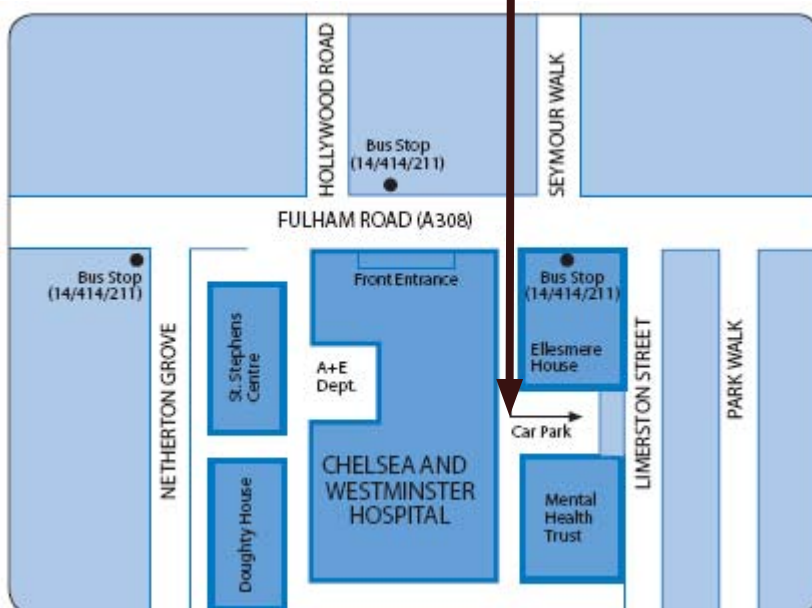 HOLLYWOOD ROAD
SEYMOUR WALK
Bus Stop
(14/414/211)
FULHAM ROAD (A308)
Bus Stop
(14/414/211)
Front Entrance
Bus Stop
(14/414/211)
NETHERTON GROVE
St. Stephens
Centre
A+E
Dept.
Ellesmere
House
LIMERSTON STREET
PARK WALK
Car Park
Doughty House
CHELSEA AND
WESTMINSTER
HOSPITAL
Mental
Health
Trust